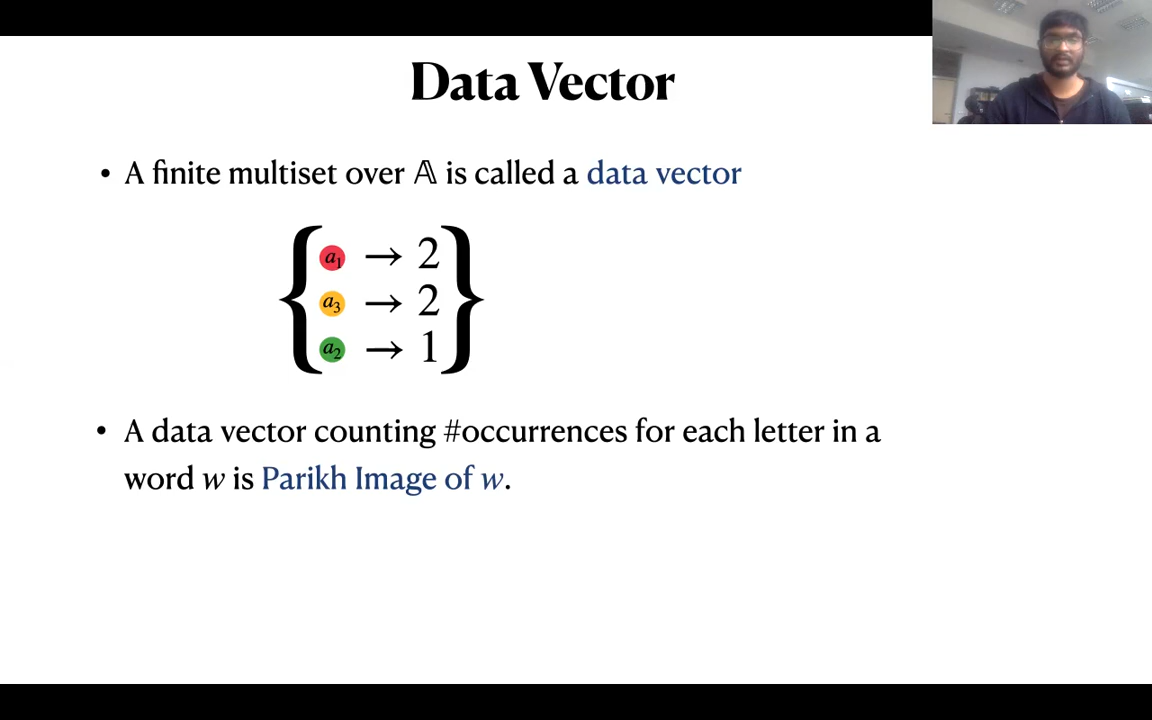 Data Vector
• A finite multiset over 𝔸 is called a data vector
{ a₁ → 2
a₃ → 2
a₂ → 1 }
• A data vector counting #occurrences for each letter in a
word w is Parikh Image of w.